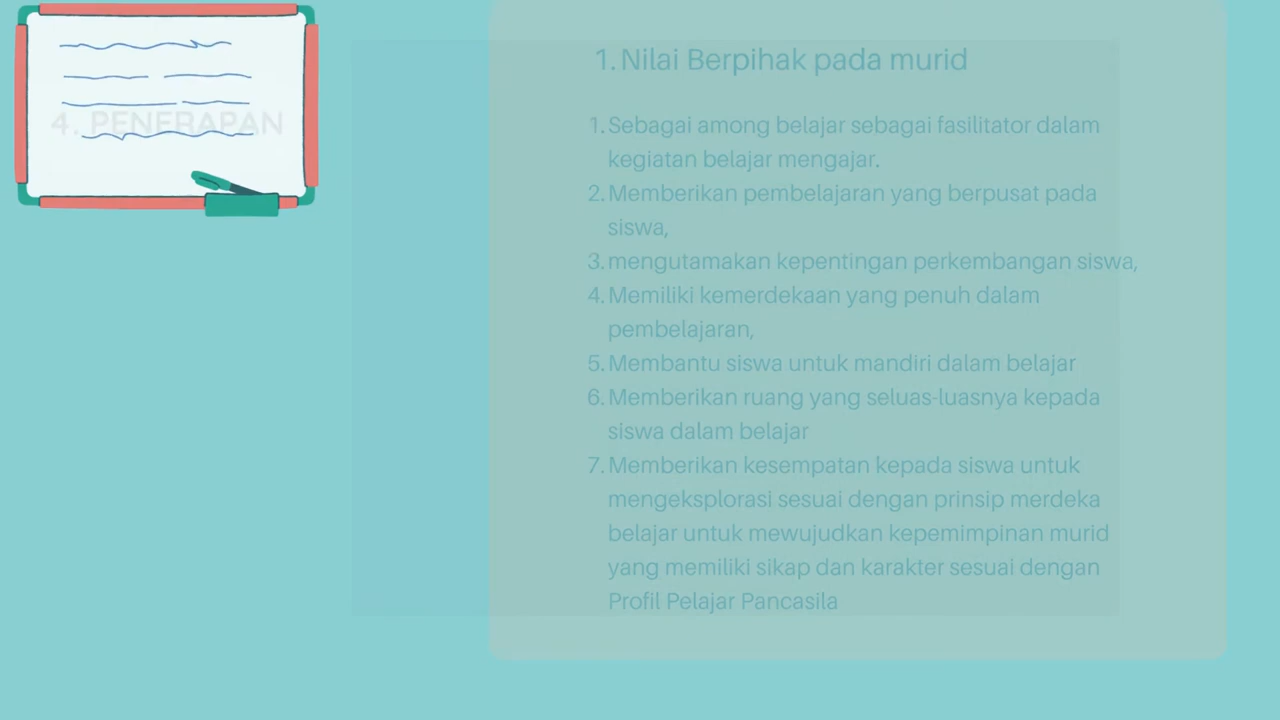 4. PENERAPAN
1. Nilai Berpihak pada murid
1. Sebagai among belajar sebagai fasilitator dalam
kegiatan belajar mengajar.
2. Memberikan pembelajaran yang berpusat pada
siswa,
3. mengutamakan kepentingan perkembangan siswa,
4. Memiliki kemerdekaan yang penuh dalam
pembelajaran,
5. Membantu siswa untuk mandiri dalam belajar
6. Memberikan ruang yang seluas-luasnya kepada
siswa dalam belajar
7. Memberikan kesempatan kepada siswa untuk
mengeksplorasi sesuai dengan prinsip merdeka
belajar untuk mewujudkan kepemimpinan murid
yang memiliki sikap dan karakter sesuai dengan
Profil Pelajar Pancasila